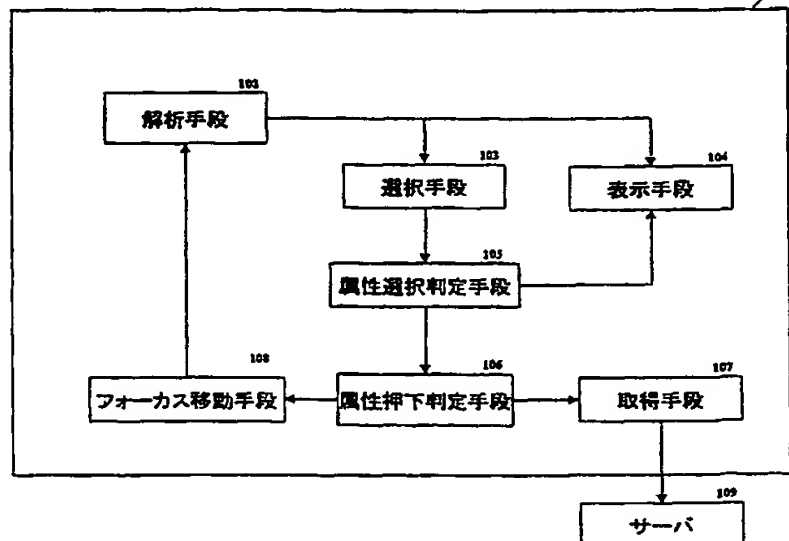 102
解析手段
103
選択手段
104
表示手段
105
属性選択判定手段
108
フォーカス移動手段
106
属性押下判定手段
107
取得手段
109
サーバ